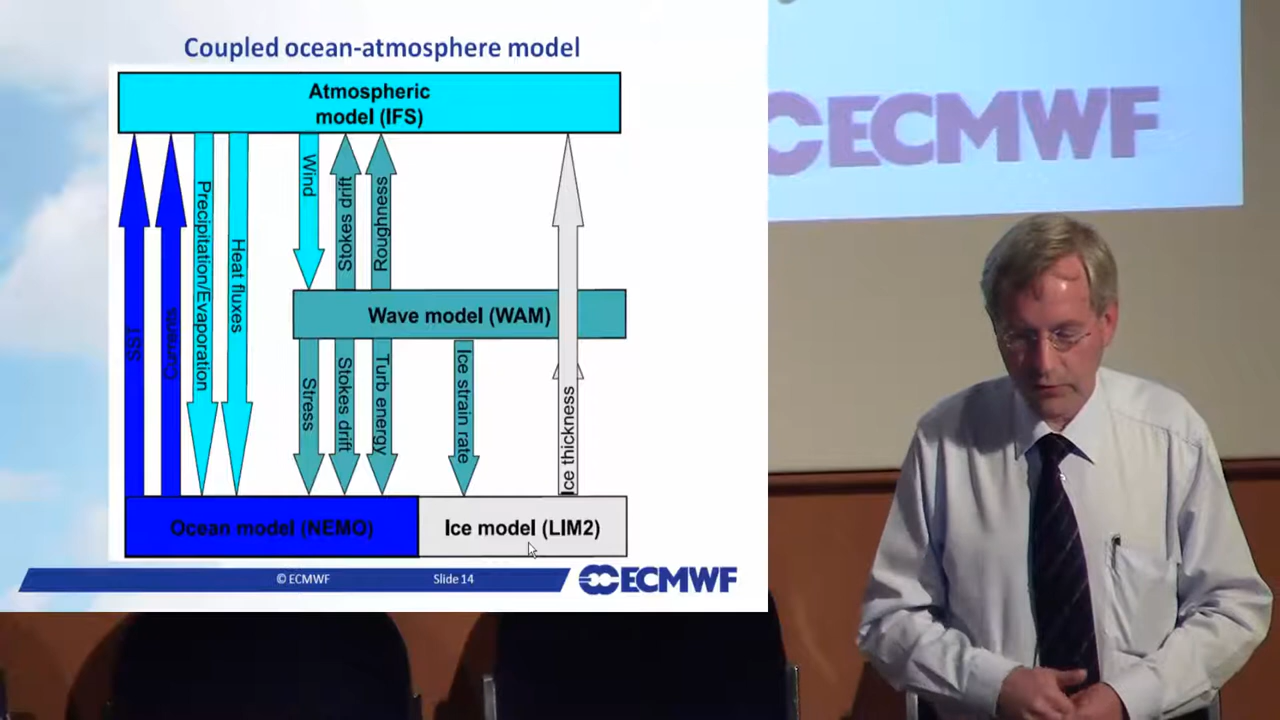 Coupled ocean-atmosphere model
Atmospheric
model (IFS)
SST
Currents
Precipitation/Evaporation
Heat fluxes
Wind
Stokes drift
Roughness
Wave model (WAM)
Stress
Stokes drift
Turb energy
Ice strain rate
Ice thickness
Ocean model (NEMO)
Ice model (LIM2)
© ECMWF
Slide 14
ECMWF
ECMWF